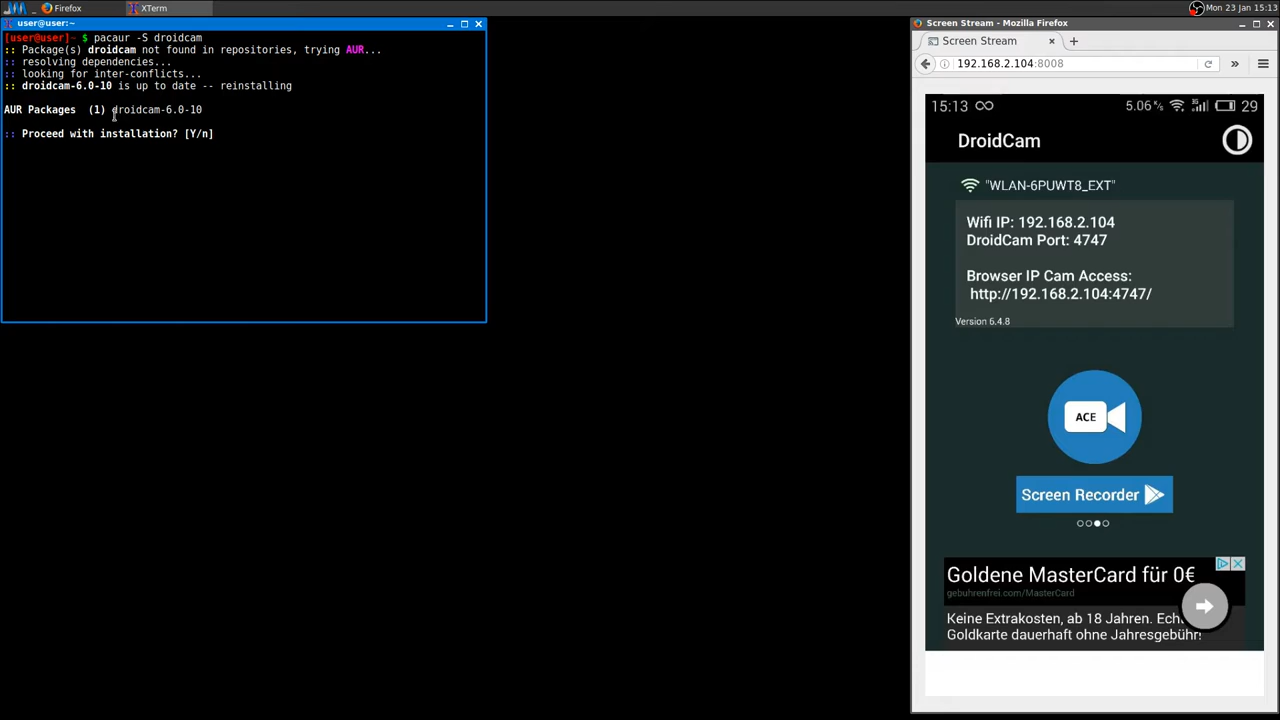 Firefox
XTerm
Mon 23 Jan 15:13
user@user:~
[user@user]~ $ pacaur -S droidcam
:: Package(s) droidcam not found in repositories, trying AUR...
:: resolving dependencies...
:: looking for inter-conflicts...
:: droidcam-6.0-10 is up to date -- reinstalling
AUR Packages  (1) droidcam-6.0-10
:: Proceed with installation? [Y/n]
Screen Stream - Mozilla Firefox
Screen Stream
192.168.2.104:8008
15:13
5.06ᴷ/s
29
DroidCam
"WLAN-6PUWT8_EXT"
Wifi IP: 192.168.2.104
DroidCam Port: 4747
Browser IP Cam Access:
http://192.168.2.104:4747/
Version 6.4.8
ACE
Screen Recorder
Goldene MasterCard für 0€
gebuhrenfrei.com/MasterCard
Keine Extrakosten, ab 18 Jahren.
Goldkarte dauerhaft ohne Jahresgebühr!